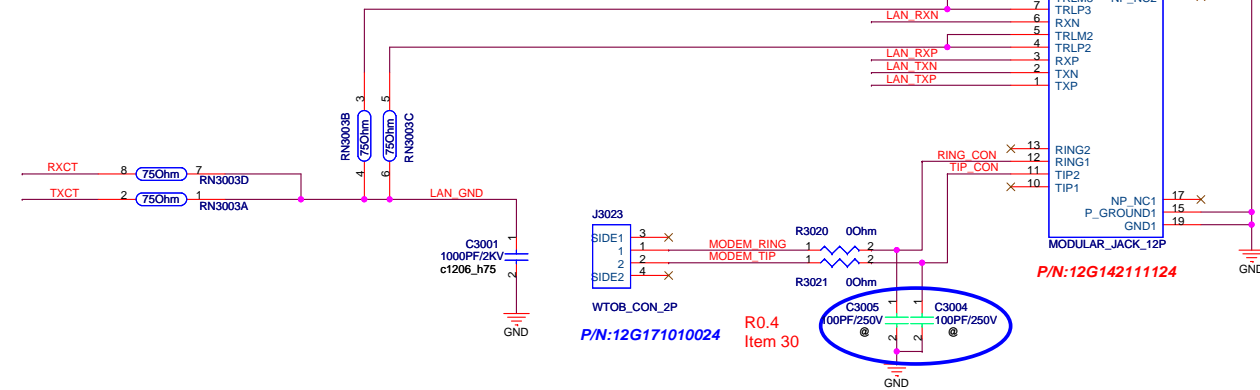 7 TRLP3
LAN_RXN 6 RXN
5 TRLM2
4 TRLP2
LAN_RXP 3 RXP
LAN_TXN 2 TXN
LAN_TXP 1 TXP
3 5
RN3003B 75Ohm
RN3003C 75Ohm
4 6
RXCT 8 75Ohm 7
RN3003D
TXCT 2 75Ohm 1
RN3003A
LAN_GND
1
C3001
1000PF/2KV
c1206_h75
2
GND
13 RING2
RING_CON 12 RING1
TIP_CON 11 TIP2
10 TIP1
NP_NC1 17
P_GROUND1 15
GND1 19
MODULAR_JACK_12P
P/N:12G142111124
GND
J3023
SIDE1 3
1 1 MODEM_RING
2 2 MODEM_TIP
SIDE2 4
WTOB_CON_2P
P/N:12G171010024
R3020 0Ohm
1 2
1 2
R3021 0Ohm
R0.4
Item 30
1 1
C3005 C3004
100PF/250V 100PF/250V
@ @
2 2
GND